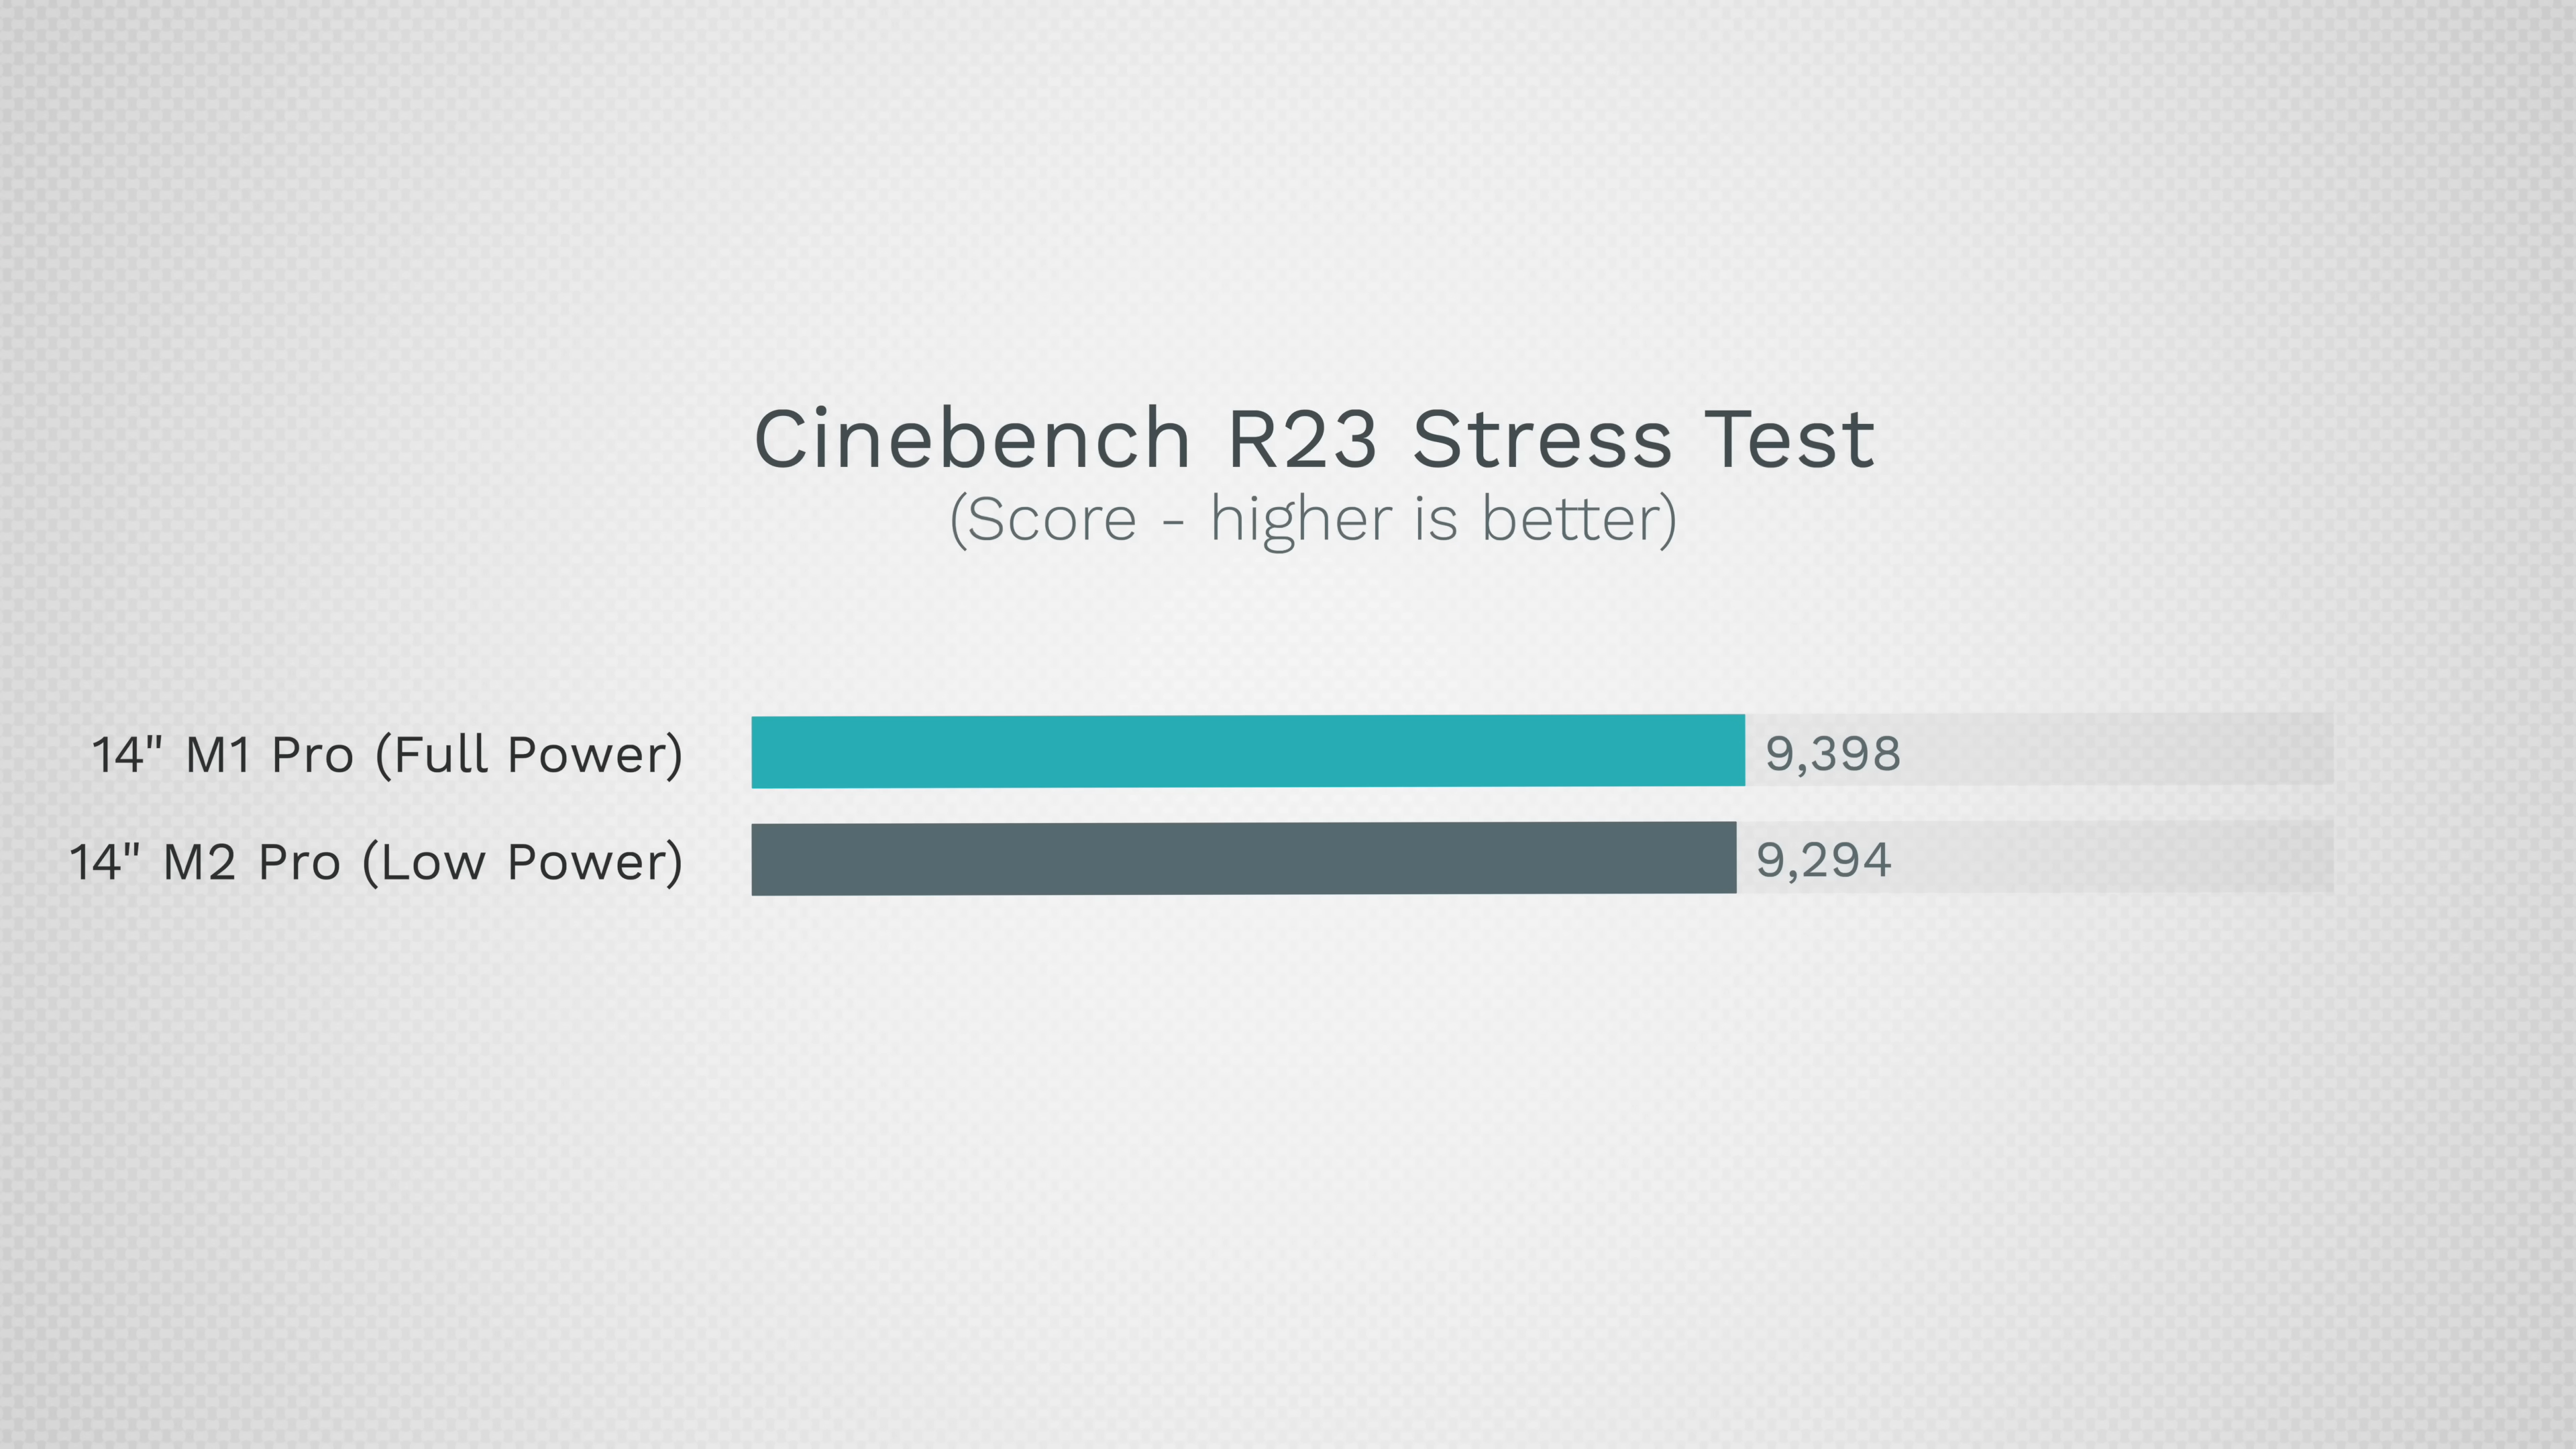 Cinebench R23 Stress Test
(Score - higher is better)
14" M1 Pro (Full Power) 9,398
14" M2 Pro (Low Power) 9,294